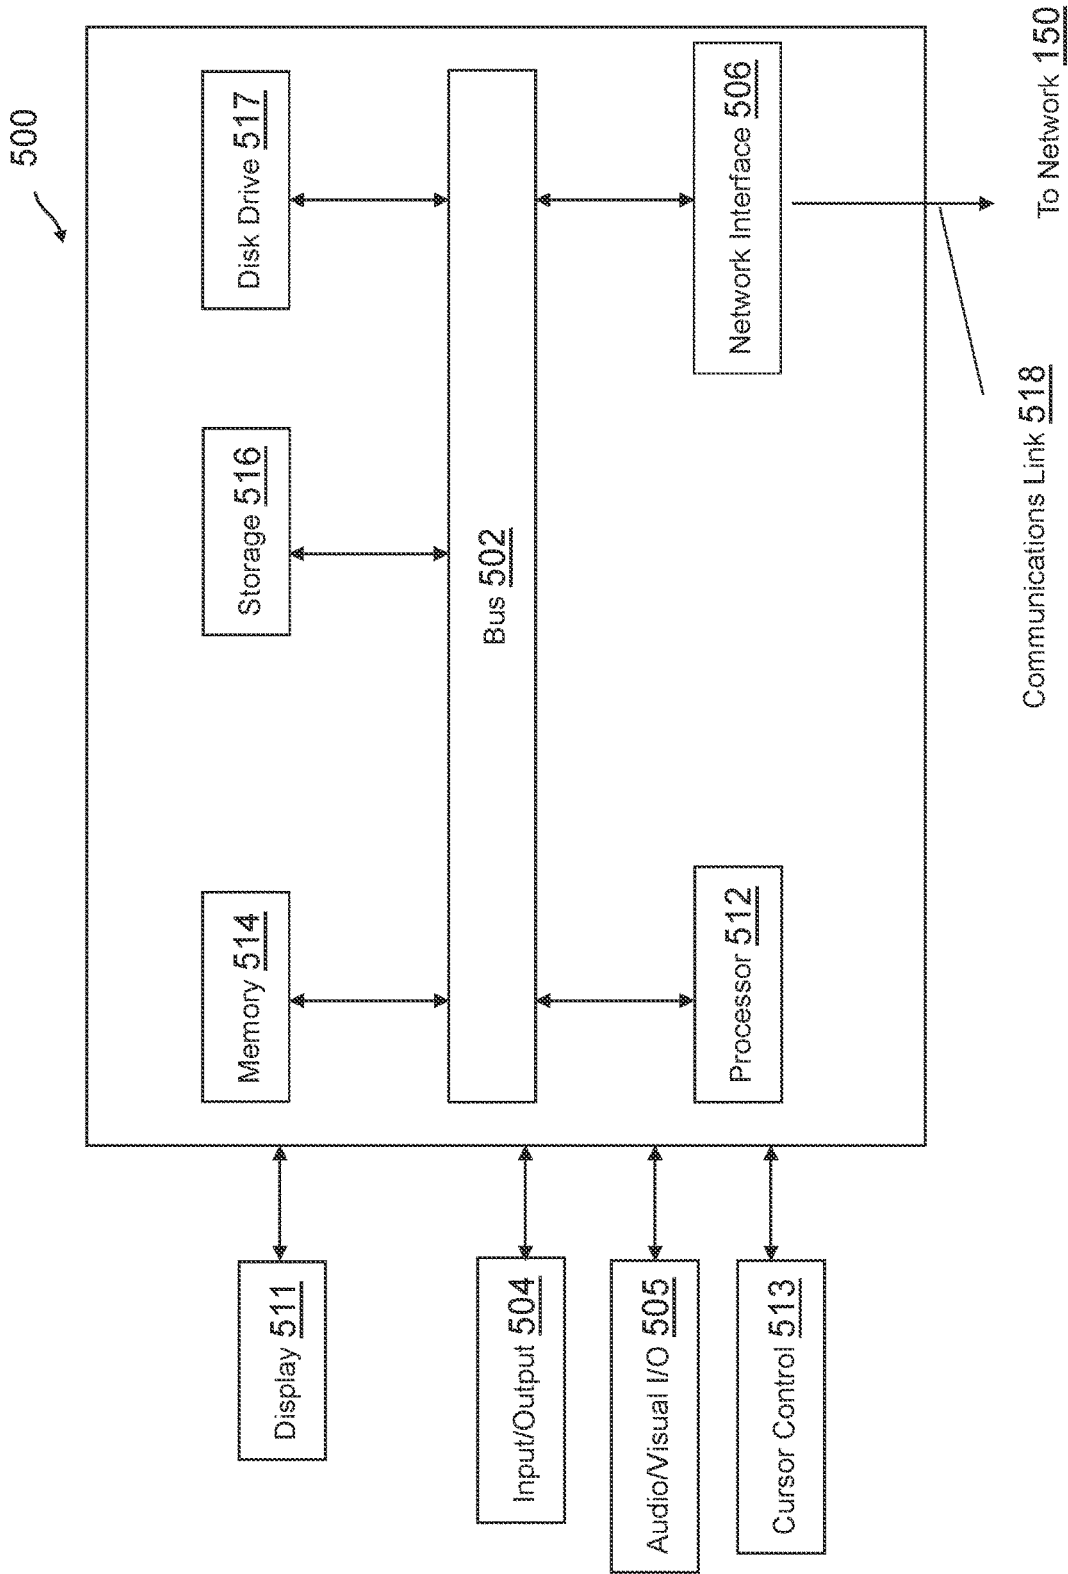 500
Display 511
Memory 514
Storage 516
Disk Drive 517
Input/Output 504
Bus 502
Audio/Visual I/O 505
Cursor Control 513
Processor 512
Network Interface 506
Communications Link 518
To Network 150